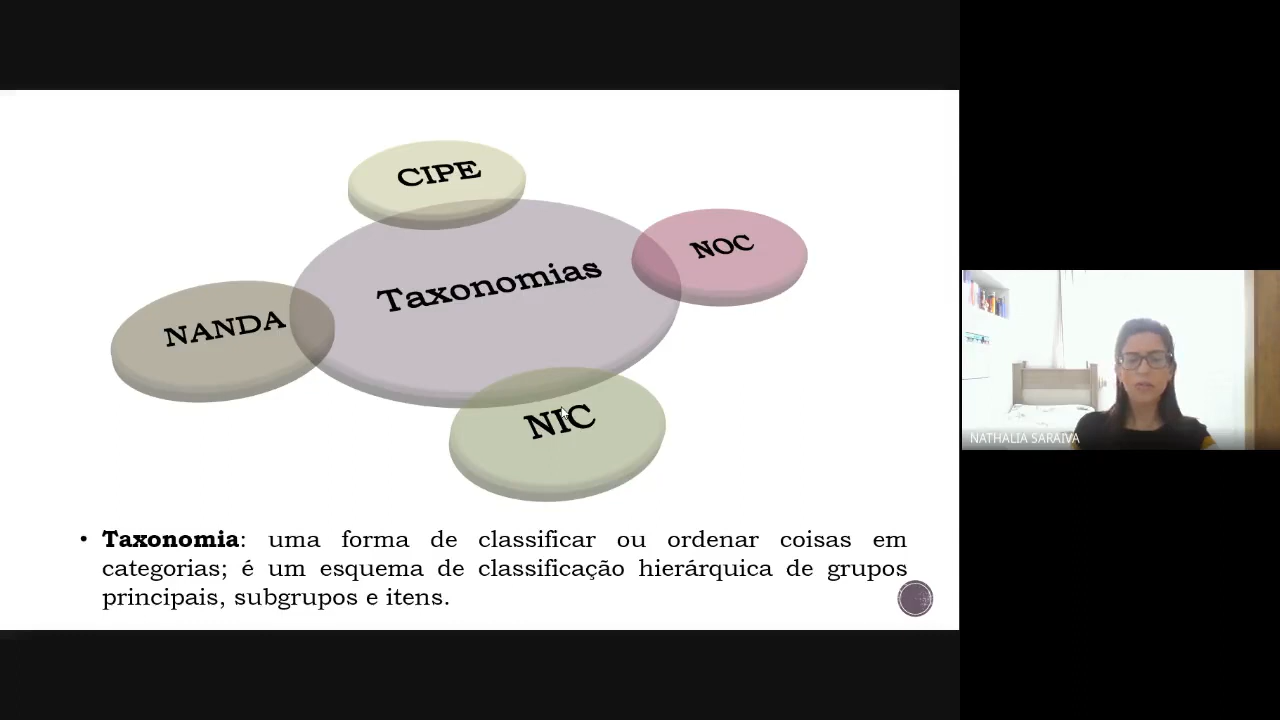 CIPE
NOC
Taxonomias
NANDA
NIC
• Taxonomia: uma forma de classificar ou ordenar coisas em
categorias; é um esquema de classificação hierárquica de grupos
principais, subgrupos e itens.
NATHALIA SARAIVA